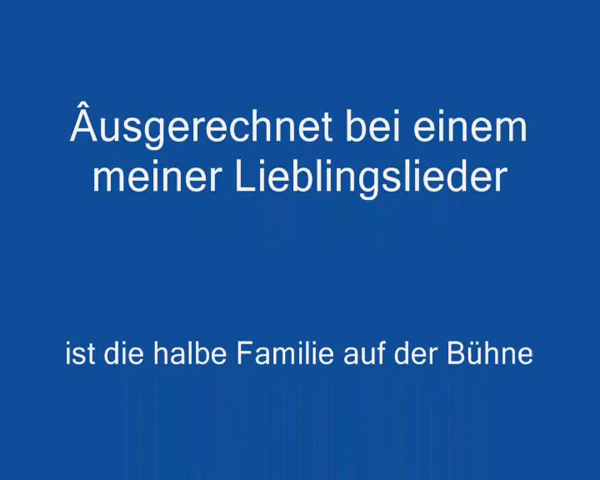 Âusgerechnet bei einem
meiner Lieblingslieder
ist die halbe Familie auf der Bühne